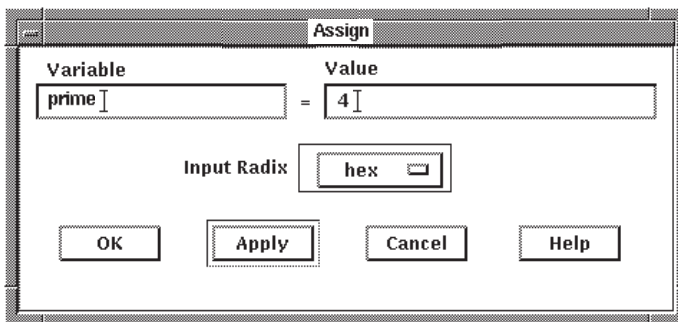 Assign
Variable Value
prime = 4
Input Radix hex
OK Apply Cancel Help